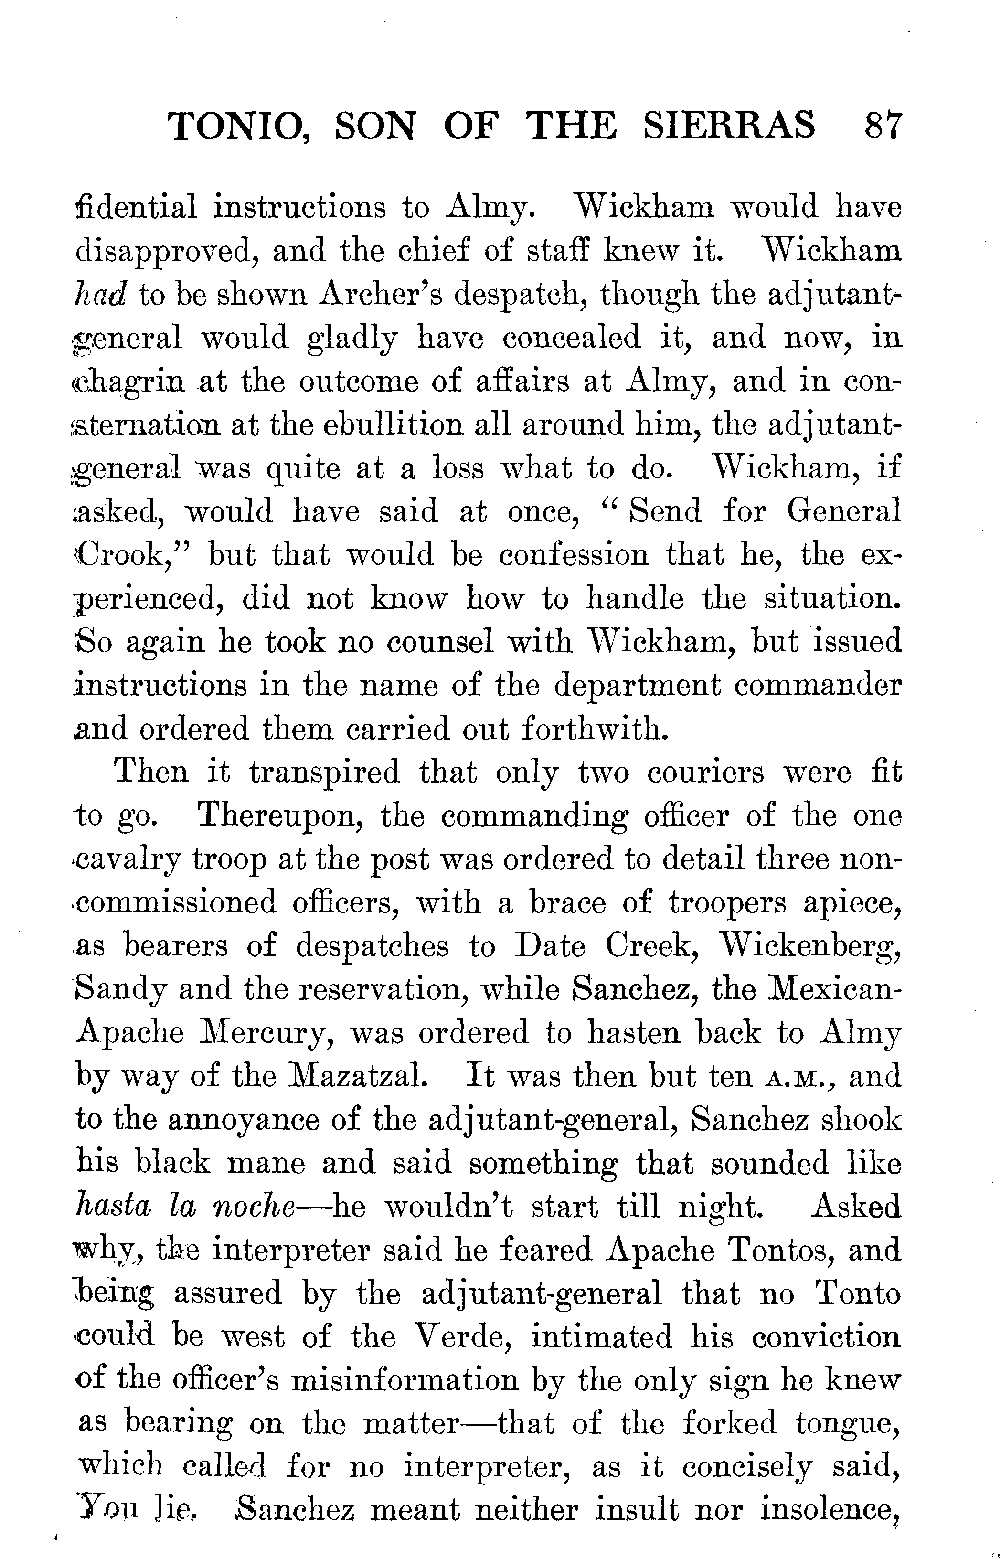 TONIO, SON OF THE SIERRAS 87
fidential instructions to Almy. Wickham would have
disapproved, and the chief of staff knew it. Wickham
had to be shown Archer's despatch, though the adjutant-
general would gladly have concealed it, and now, in
chagrin at the outcome of affairs at Almy, and in con-
sternation at the ebullition all around him, the adjutant-
general was quite at a loss what to do. Wickham, if
asked, would have said at once, “ Send for General
Crook,” but that would be confession that he, the ex-
perienced, did not know how to handle the situation.
So again he took no counsel with Wickham, but issued
instructions in the name of the department commander
and ordered them carried out forthwith.
Then it transpired that only two couriers were fit
to go. Thereupon, the commanding officer of the one
cavalry troop at the post was ordered to detail three non-
commissioned officers, with a brace of troopers apiece,
as bearers of despatches to Date Creek, Wickenberg,
Sandy and the reservation, while Sanchez, the Mexican-
Apache Mercury, was ordered to hasten back to Almy
by way of the Mazatzal. It was then but ten A.M., and
to the annoyance of the adjutant-general, Sanchez shook
his black mane and said something that sounded like
hasta la noche—he wouldn't start till night. Asked
why, the interpreter said he feared Apache Tontos, and
being assured by the adjutant-general that no Tonto
could be west of the Verde, intimated his conviction
of the officer's misinformation by the only sign he knew
as bearing on the matter—that of the forked tongue,
which called for no interpreter, as it concisely said,
You lie. Sanchez meant neither insult nor insolence,